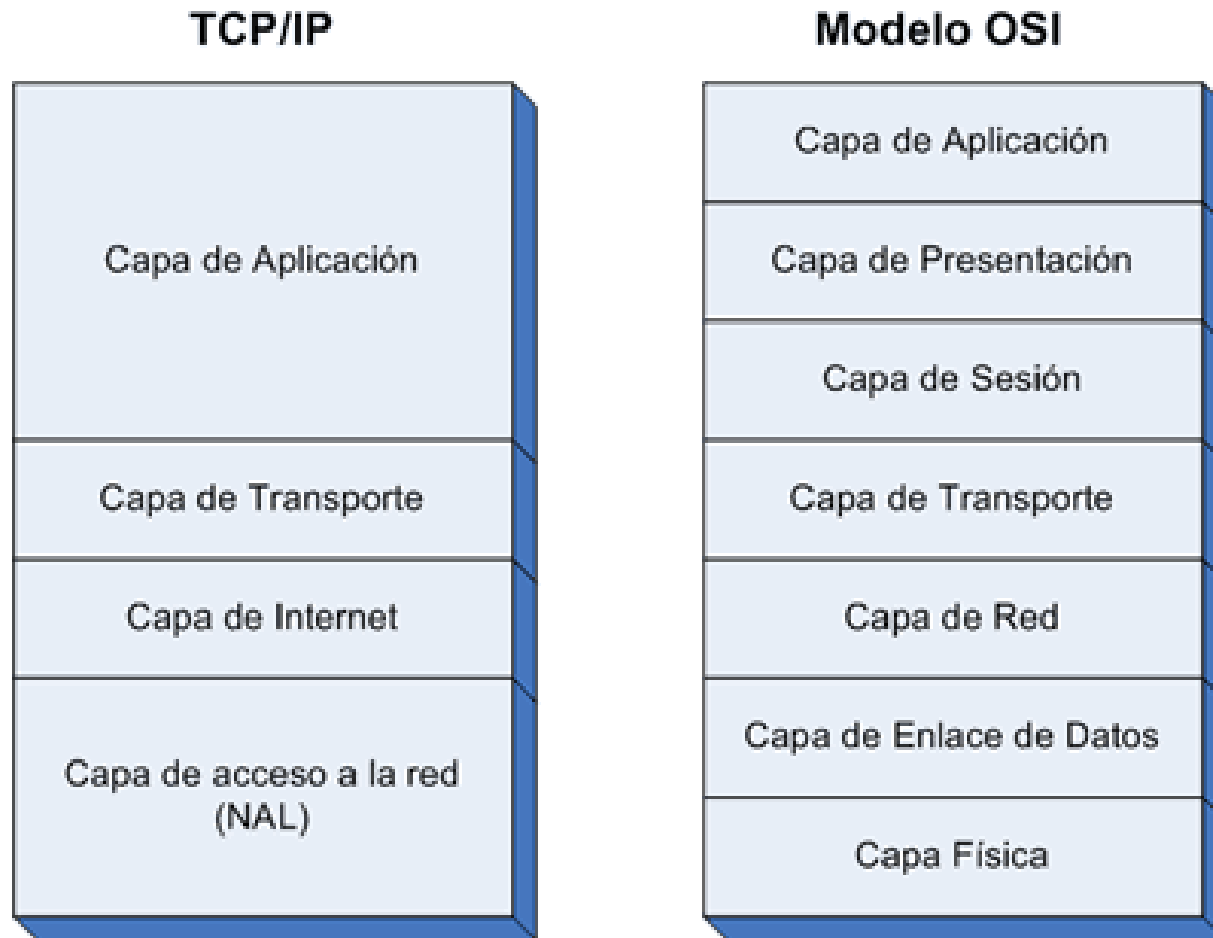 TCP/IP
Capa de Aplicación
Capa de Transporte
Capa de Internet
Capa de acceso a la red
(NAL)
Modelo OSI
Capa de Aplicación
Capa de Presentación
Capa de Sesión
Capa de Transporte
Capa de Red
Capa de Enlace de Datos
Capa Física